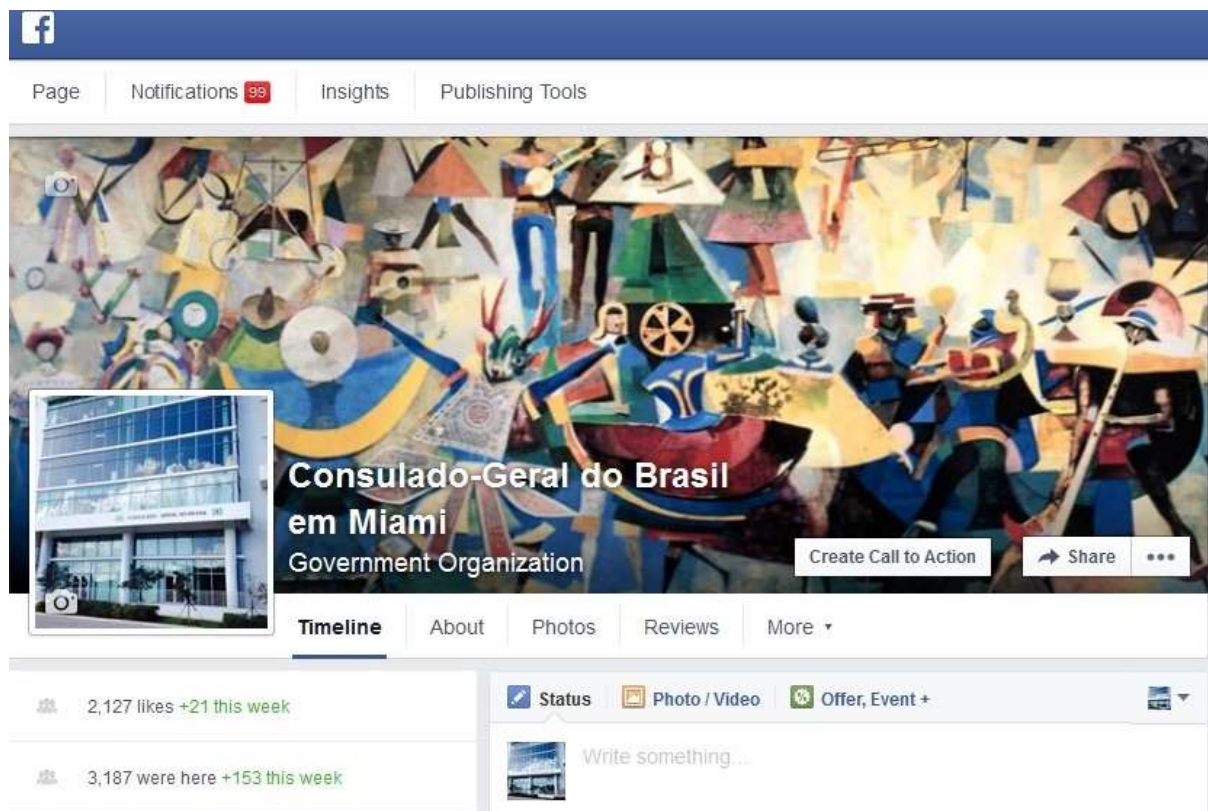 f
Page Notifications 99 Insights Publishing Tools
Consulado-Geral do Brasil
em Miami
Government Organization
Create Call to Action Share
Timeline About Photos Reviews More
2,127 likes +21 this week
3,187 were here +153 this week
Status Photo / Video Offer, Event +
Write something...